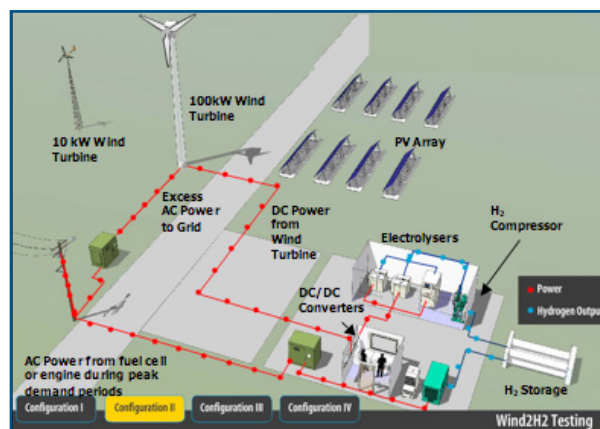 100kW Wind
Turbine
10 kW Wind
Turbine
PV Array
Excess
AC Power
to Grid
DC Power
from
Wind
Turbine
H2
Compressor
Electrolysers
DC/DC
Converters
Power
Hydrogen Output
AC Power from fuel cell
or engine during peak
demand periods
H2 Storage
Configuration I
Configuration II
Configuration III
Configuration IV
Wind2H2 Testing